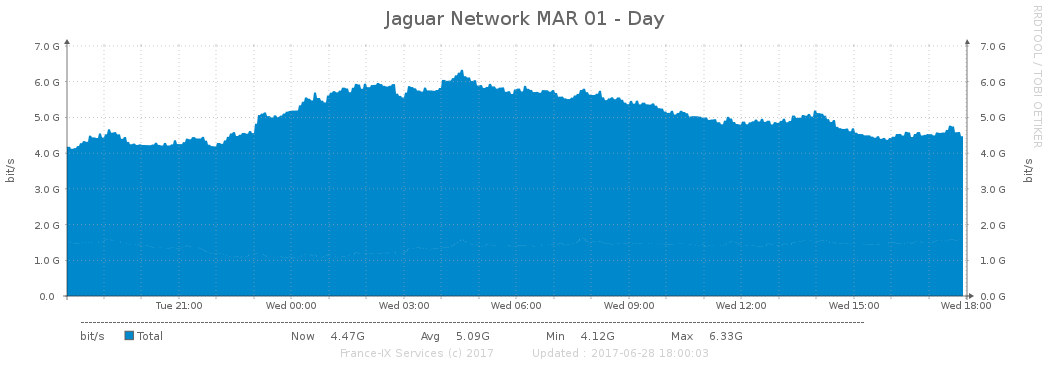 Jaguar Network MAR 01 - Day
RRDTOOL / TOBI OETIKER
7.0 G 7.0 G
6.0 G 6.0 G
5.0 G 5.0 G
4.0 G 4.0 G
3.0 G 3.0 G
2.0 G 2.0 G
1.0 G 1.0 G
0.0 0.0 G
bit/s
bit/s
Tue 21:00 Wed 00:00 Wed 03:00 Wed 06:00 Wed 09:00 Wed 12:00 Wed 15:00 Wed 18:00
bit/s Total Now 4.47G Avg 5.09G Min 4.12G Max 6.33G
France-IX Services (c) 2017 Updated : 2017-06-28 18:00:03